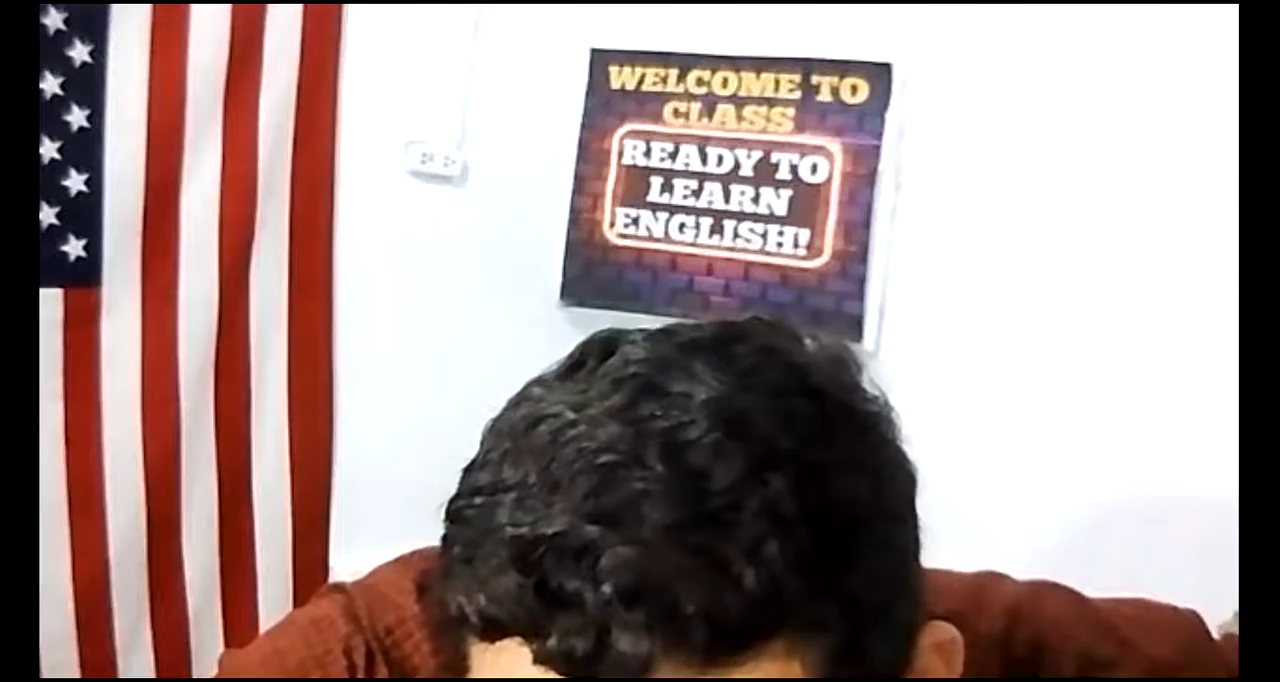 WELCOME TO
CLASS
READY TO
LEARN
ENGLISH!